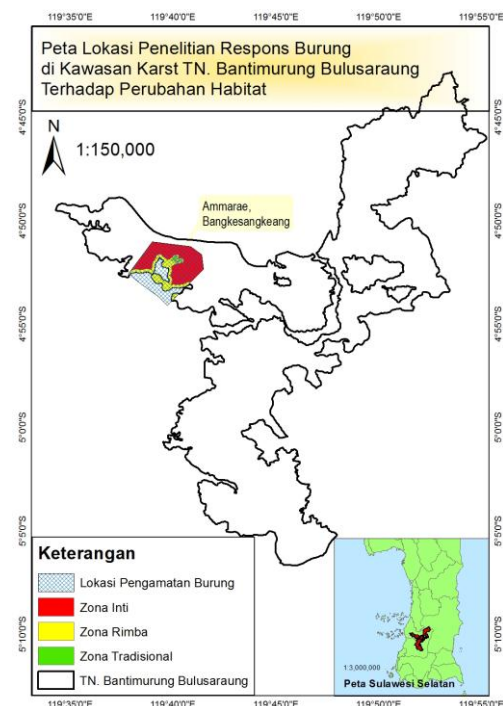 119°35'0"E 119°40'0"E 119°45'0"E 119°50'0"E 119°55'0"E
Peta Lokasi Penelitian Respons Burung
di Kawasan Karst TN. Bantimurung Bulusaraung
Terhadap Perubahan Habitat
N
1:150,000
Ammarae,
Bangkesangkeang
4°45'0"S 4°45'0"S
4°50'0"S 4°50'0"S
4°55'0"S 4°55'0"S
5°0'0"S 5°0'0"S
5°5'0"S 5°5'0"S
5°10'0"S 5°10'0"S
Keterangan
Lokasi Pengamatan Burung
Zona Inti
Zona Rimba
Zona Tradisional
TN. Bantimurung Bulusaraung
1:3,000,000
Peta Sulawesi Selatan
119°35'0"E 119°40'0"E 119°45'0"E 119°50'0"E 119°55'0"E